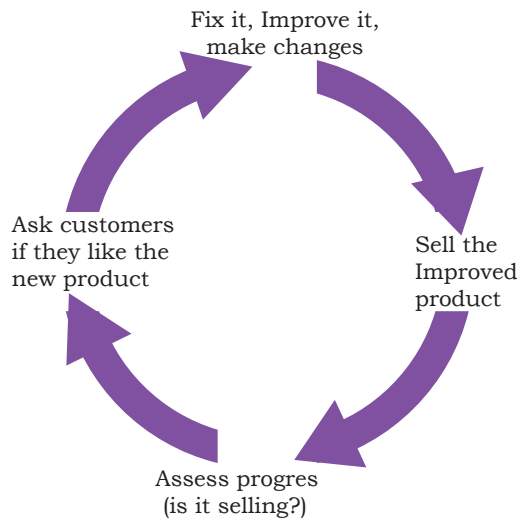 Fix it, Improve it,
make changes
Sell the
Improved
product
Assess progres
(is it selling?)
Ask customers
if they like the
new product